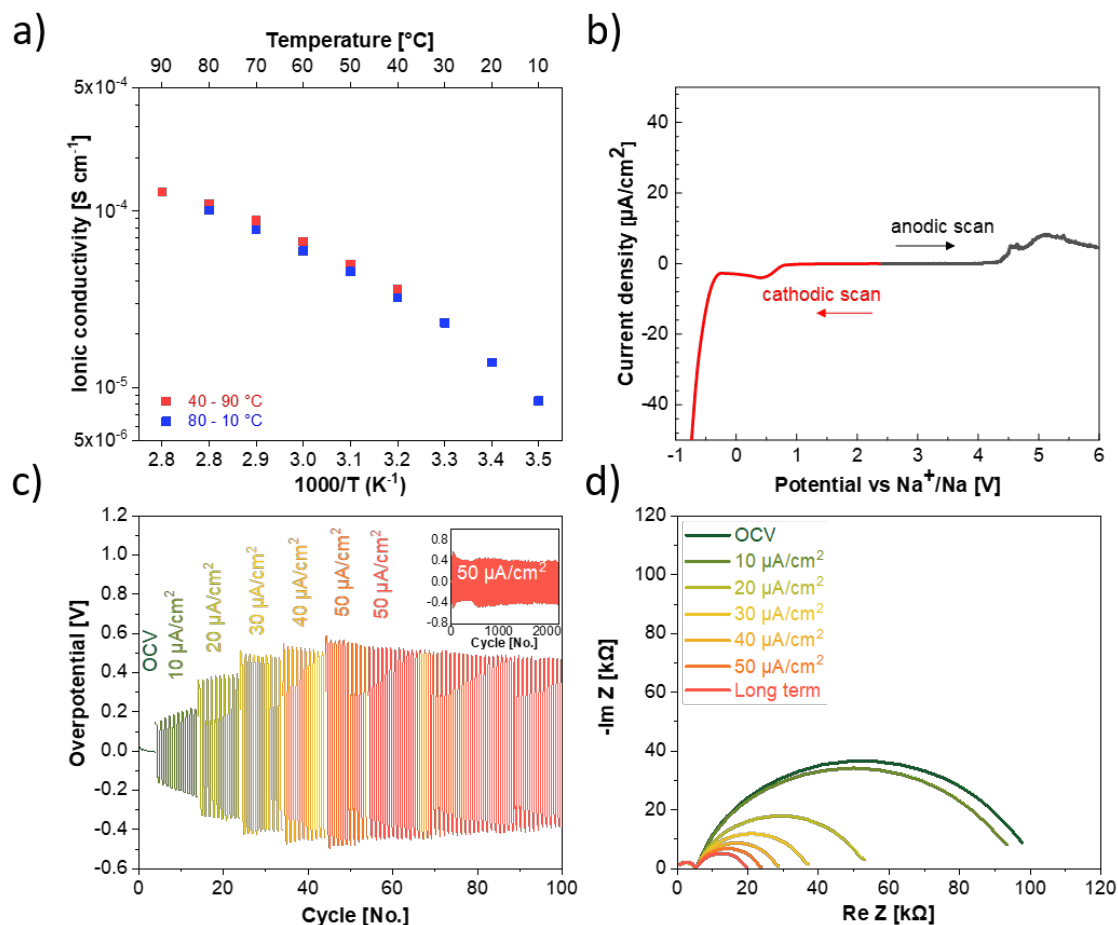 a)
Temperature [°C]
90 80 70 60 50 40 30 20 10
5x10⁻⁴
10⁻⁴
10⁻⁵
5x10⁻⁶
Ionic conductivity [S cm⁻¹]
40 - 90 °C
80 - 10 °C
2.8 2.8 2.9 3.0 3.1 3.2 3.3 3.4 3.5
1000/T (K⁻¹)
b)
40
20
0
-20
-40
Current density [µA/cm²]
anodic scan
cathodic scan
-1 0 1 2 3 4 5 6
Potential vs Na⁺/Na [V]
c)
1.2
1.0
0.8
0.6
0.4
0.2
0.0
-0.2
-0.4
-0.6
Overpotential [V]
OCV
10 µA/cm²
20 µA/cm²
30 µA/cm²
40 µA/cm²
50 µA/cm²
50 µA/cm²
0.8
0.4
0.0
-0.4
-0.8
50 µA/cm²
0 1000 2000
Cycle [No.]
0 20 40 60 80 100
Cycle [No.]
d)
120
100
80
60
40
20
0
-Im Z [kΩ]
OCV
10 µA/cm²
20 µA/cm²
30 µA/cm²
40 µA/cm²
50 µA/cm²
Long term
0 20 40 60 80 100 120
Re Z [kΩ]